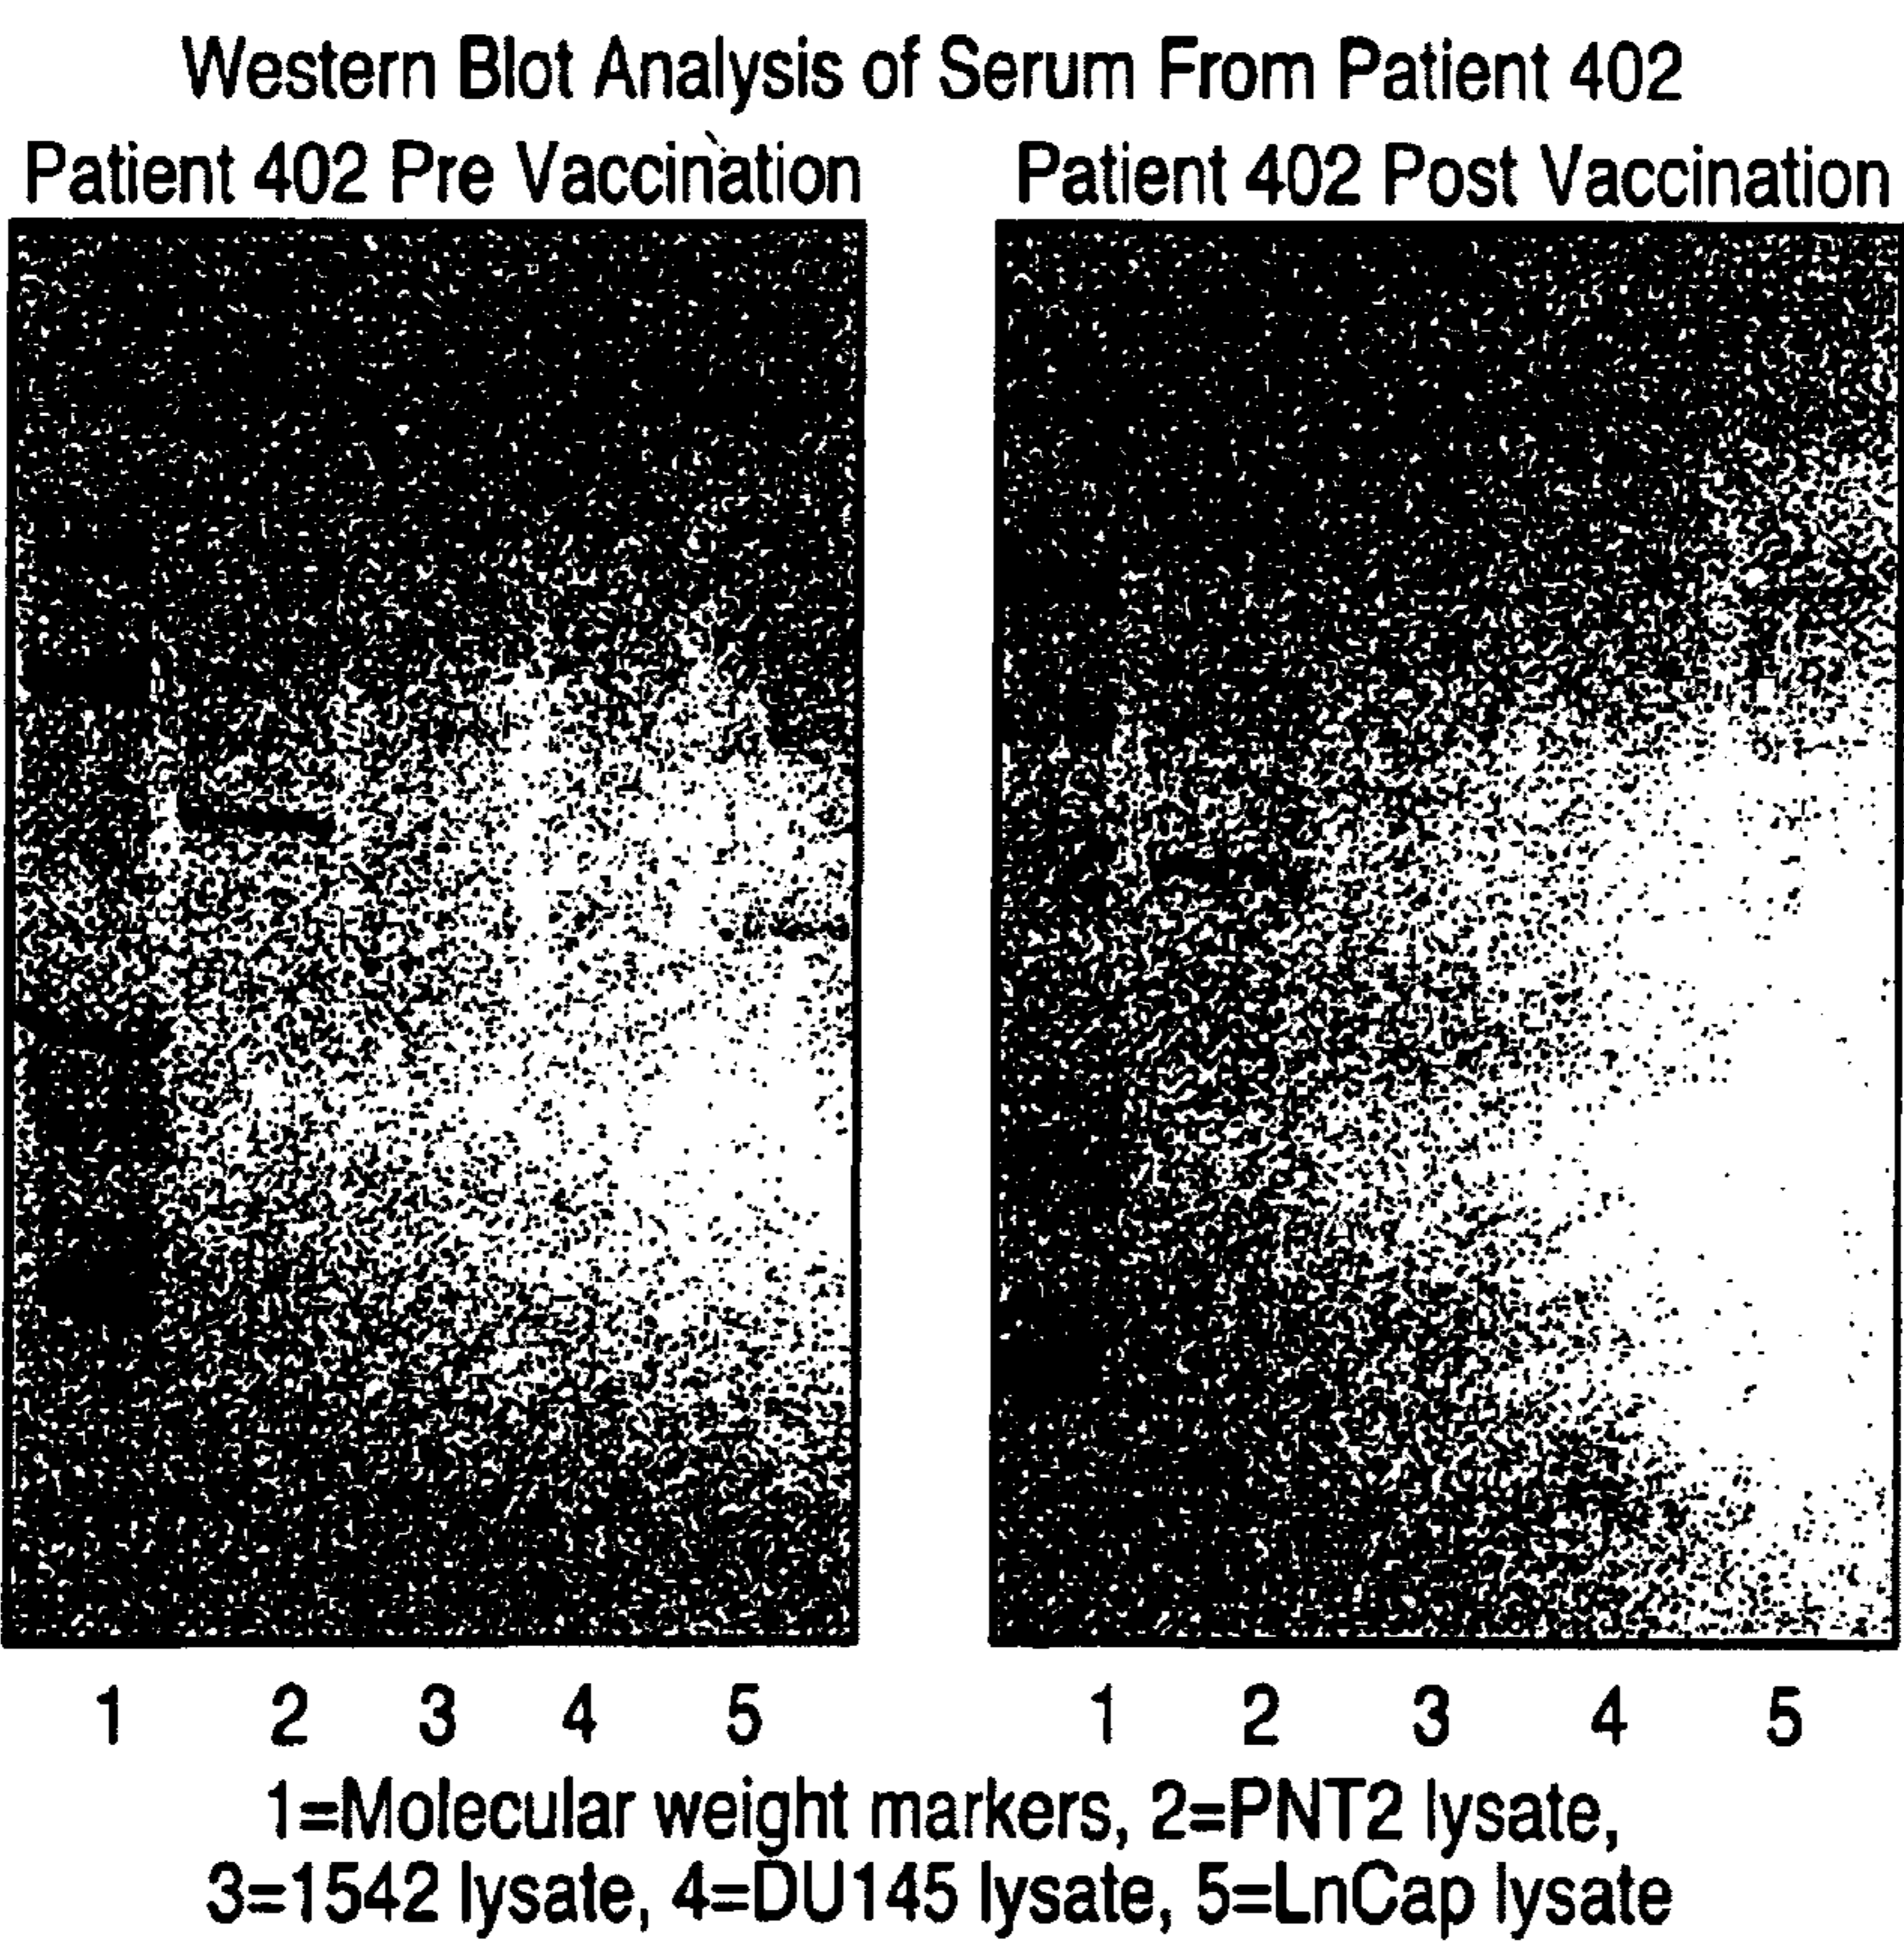 Western Blot Analysis of Serum From Patient 402
Patient 402 Pre Vaccination
Patient 402 Post Vaccination
1 2 3 4 5
1 2 3 4 5
1=Molecular weight markers, 2=PNT2 lysate,
3=1542 lysate, 4=DU145 lysate, 5=LnCap lysate